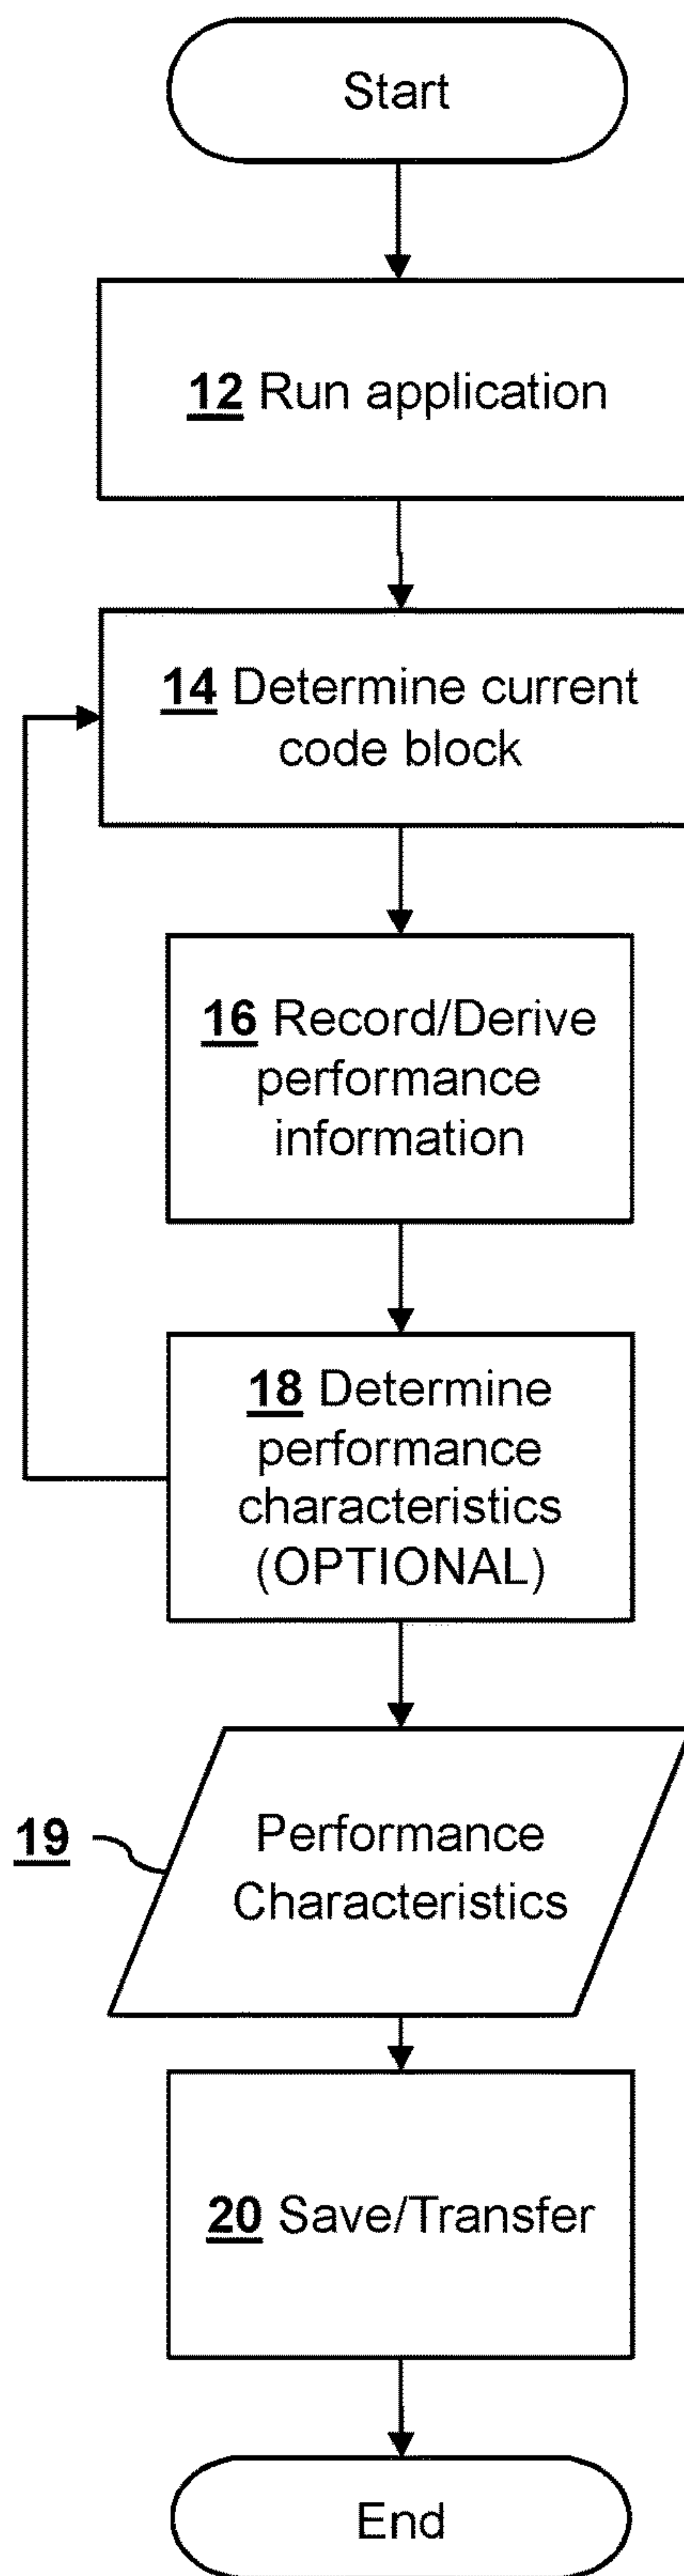 Start
12 Run application
14 Determine current
code block
16 Record/Derive
performance
information
18 Determine
performance
characteristics
(OPTIONAL)
19
Performance
Characteristics
20 Save/Transfer
End